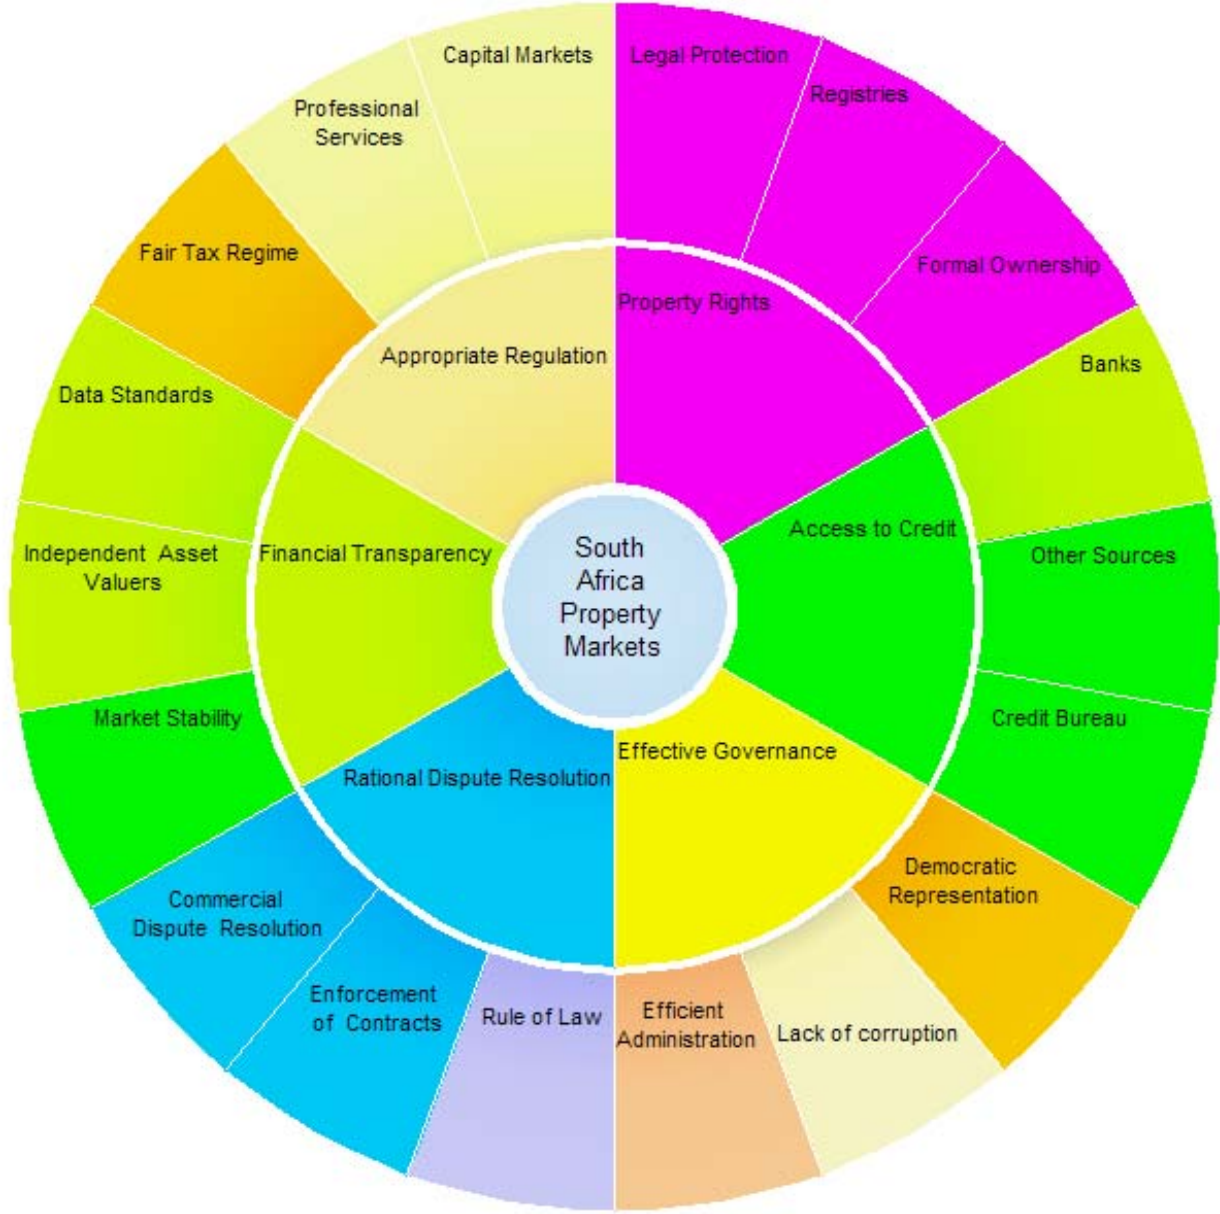 Capital Markets
Legal Protection
Registries
Professional
Services
Fair Tax Regime
Formal Ownership
Property Rights
Appropriate Regulation
Banks
Data Standards
Access to Credit
Independent Asset
Valuers
Financial Transparency
South
Africa
Property
Markets
Other Sources
Market Stability
Credit Bureau
Rational Dispute Resolution
Effective Governance
Commercial
Dispute Resolution
Democratic
Representation
Enforcement
of Contracts
Rule of Law
Efficient
Administration
Lack of corruption